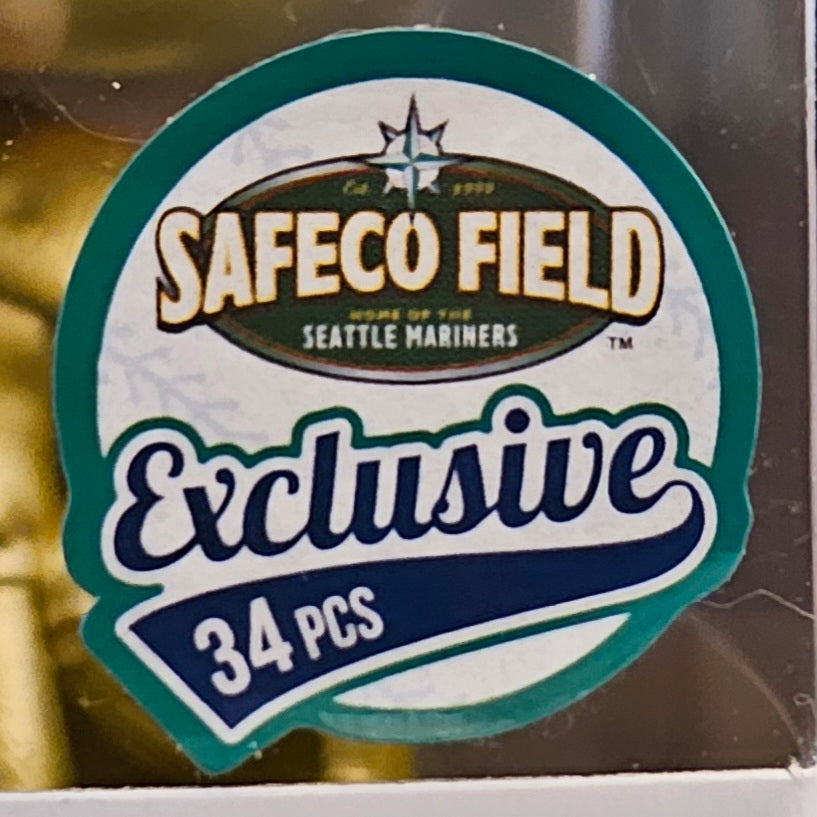 Est. 1999
SAFECO FIELD
HOME OF THE
SEATTLE MARINERS
TM
Exclusive
34 PCS